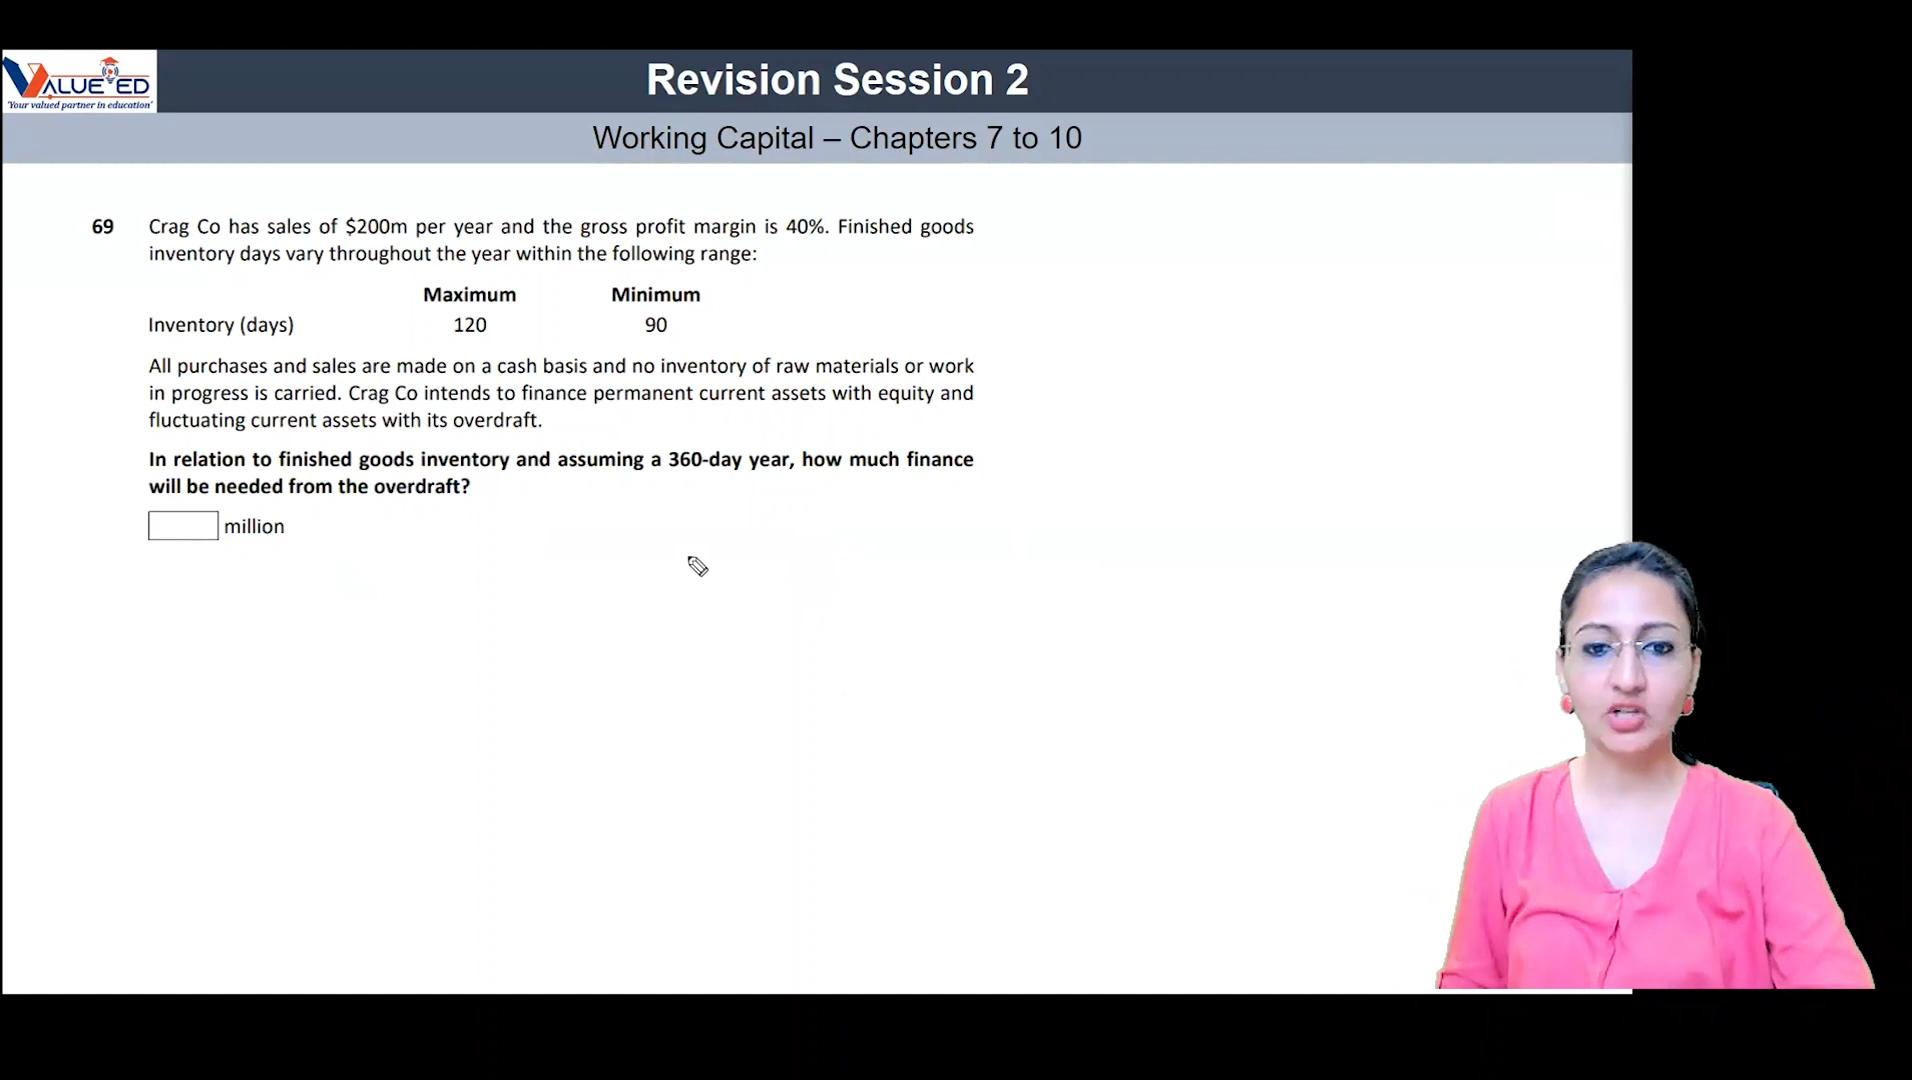 VALUE ED
'Your valued partner in education'
Revision Session 2
Working Capital – Chapters 7 to 10
69 Crag Co has sales of $200m per year and the gross profit margin is 40%. Finished goods
inventory days vary throughout the year within the following range:
Maximum Minimum
Inventory (days) 120 90
All purchases and sales are made on a cash basis and no inventory of raw materials or work
in progress is carried. Crag Co intends to finance permanent current assets with equity and
fluctuating current assets with its overdraft.
In relation to finished goods inventory and assuming a 360-day year, how much finance
will be needed from the overdraft?
million